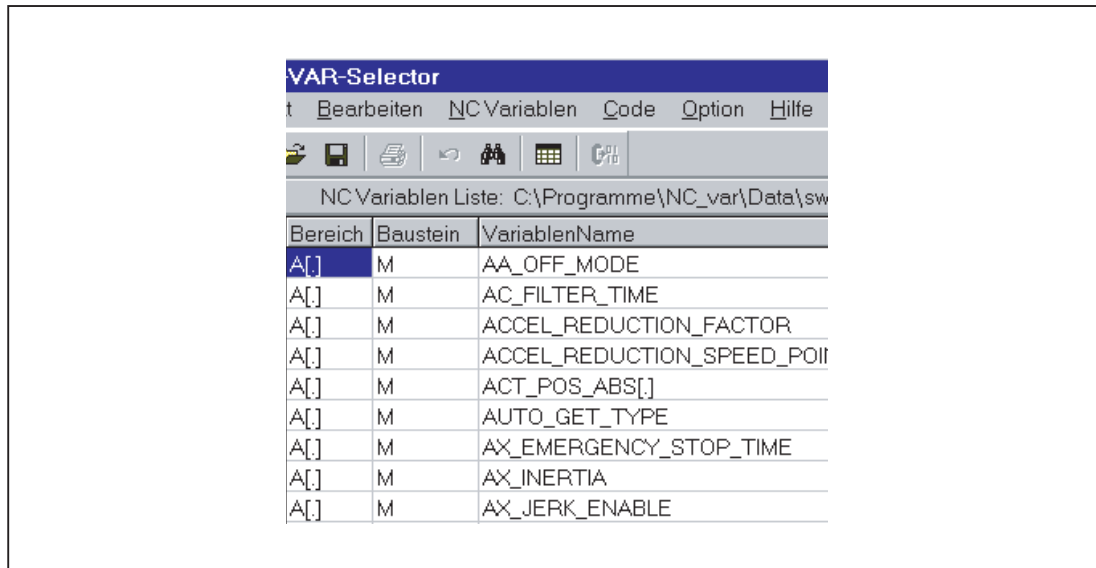 -VAR-Selector
t Bearbeiten NC Variablen Code Option Hilfe
NC Variablen Liste: C:\Programme\NC_var\Data\sw
Bereich Baustein VariablenName
A[.] M AA_OFF_MODE
A[.] M AC_FILTER_TIME
A[.] M ACCEL_REDUCTION_FACTOR
A[.] M ACCEL_REDUCTION_SPEED_POI
A[.] M ACT_POS_ABS[.]
A[.] M AUTO_GET_TYPE
A[.] M AX_EMERGENCY_STOP_TIME
A[.] M AX_INERTIA
A[.] M AX_JERK_ENABLE